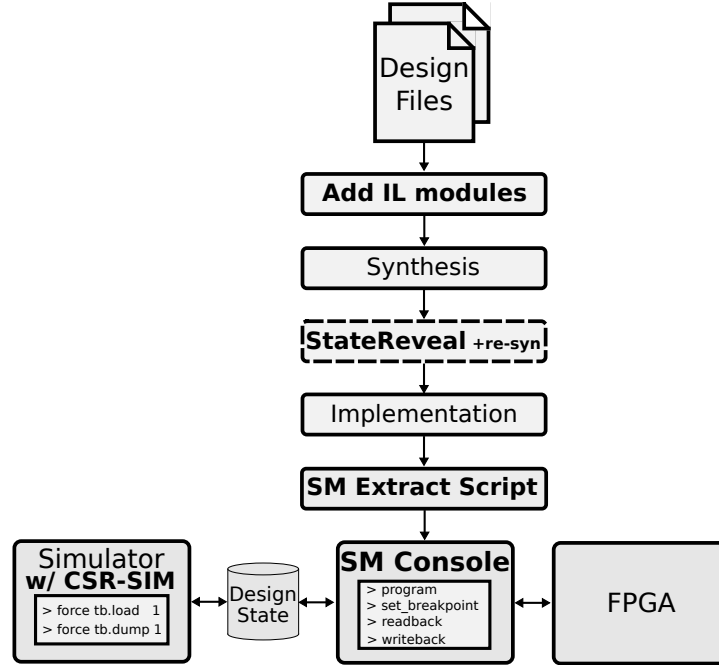 Design
Files
Add IL modules
Synthesis
StateReveal +re-syn
Implementation
SM Extract Script
Simulator
w/ CSR-SIM
> force tb.load 1
> force tb.dump 1
Design
State
SM Console
> program
> set_breakpoint
> readback
> writeback
FPGA